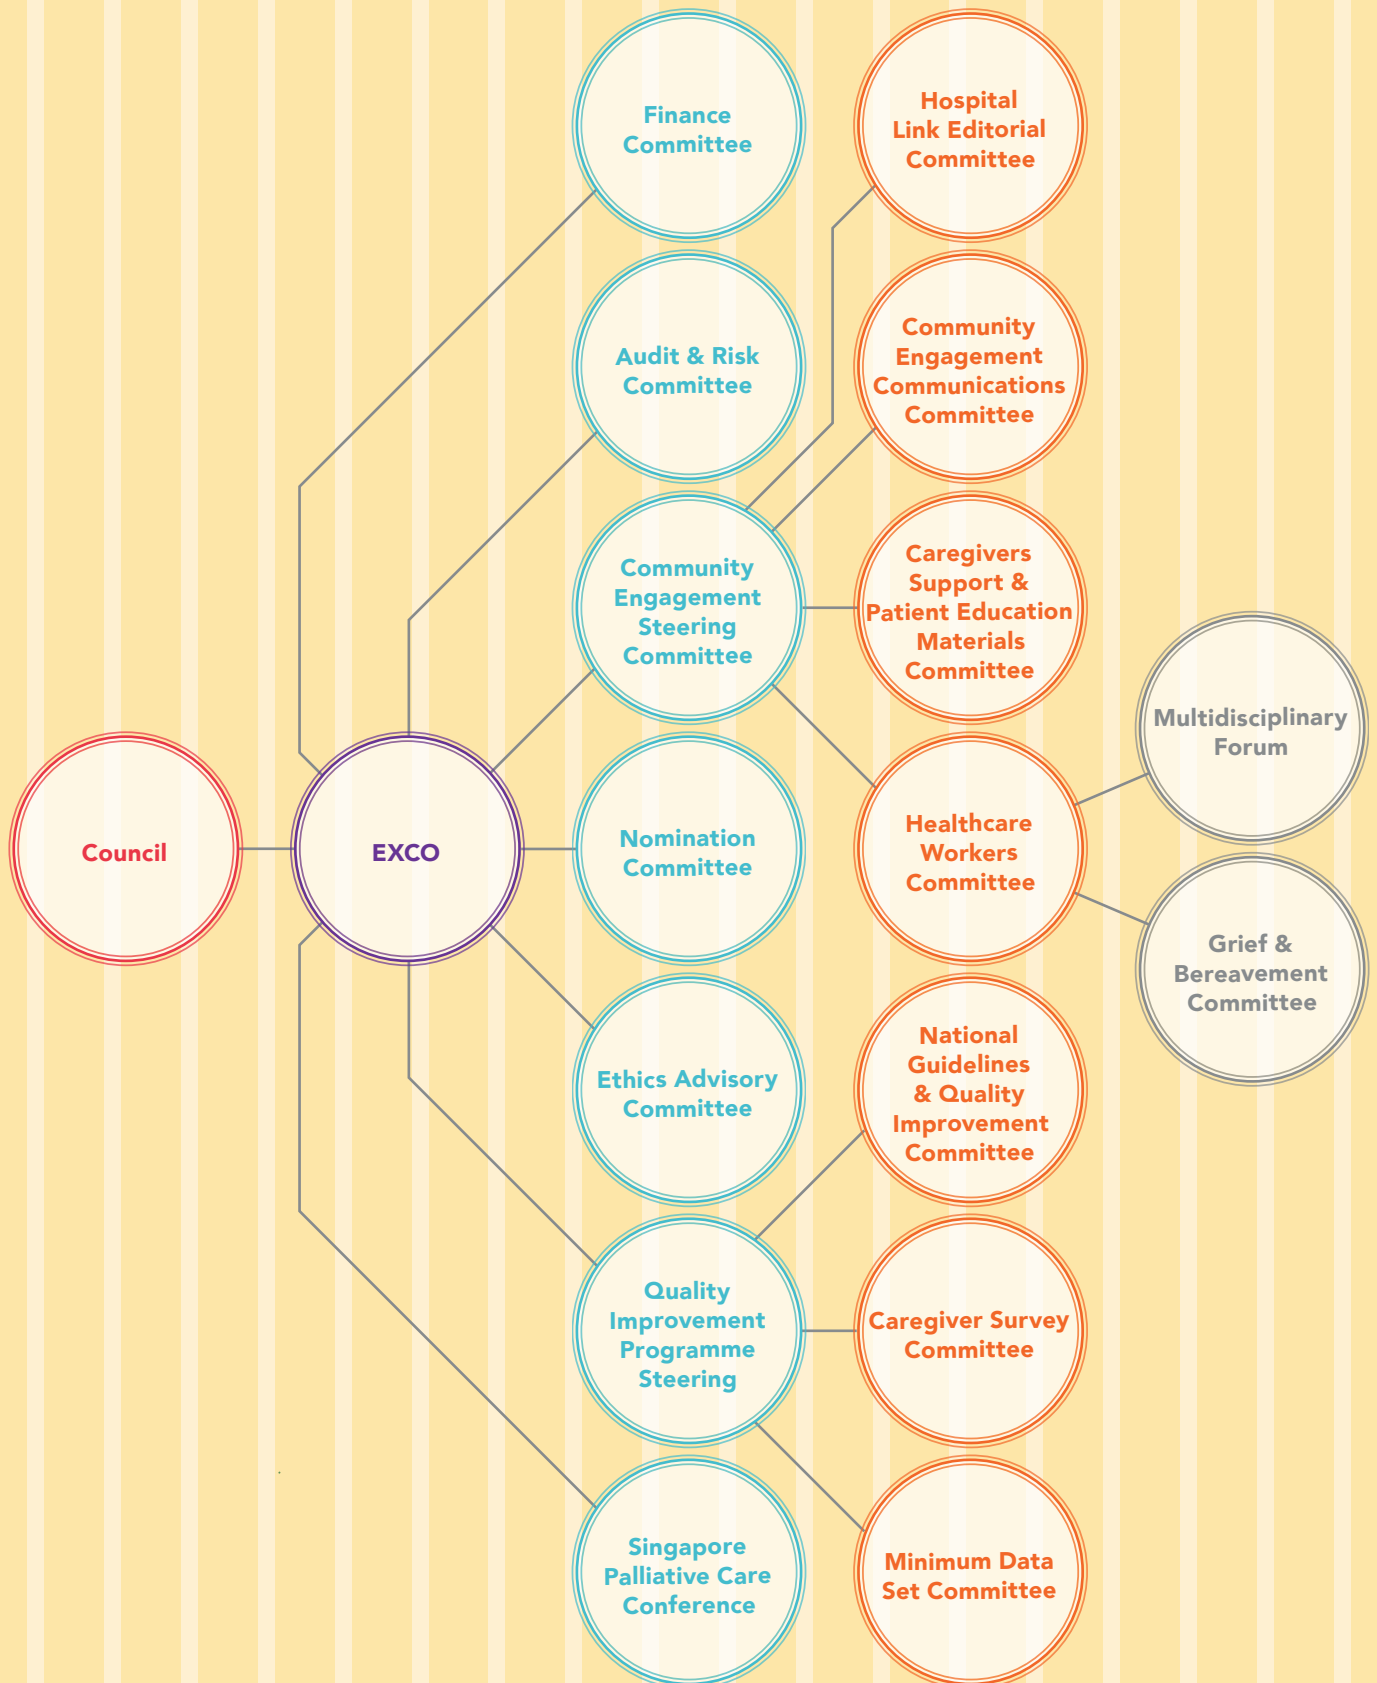 Council
EXCO
Finance
Committee
Audit & Risk
Committee
Community
Engagement
Steering
Committee
Nomination
Committee
Ethics Advisory
Committee
Quality
Improvement
Programme
Steering
Singapore
Palliative Care
Conference
Hospital
Link Editorial
Committee
Community
Engagement
Communications
Committee
Caregivers
Support &
Patient Education
Materials
Committee
Healthcare
Workers
Committee
National
Guidelines
& Quality
Improvement
Committee
Caregiver Survey
Committee
Minimum Data
Set Committee
Multidisciplinary
Forum
Grief &
Bereavement
Committee